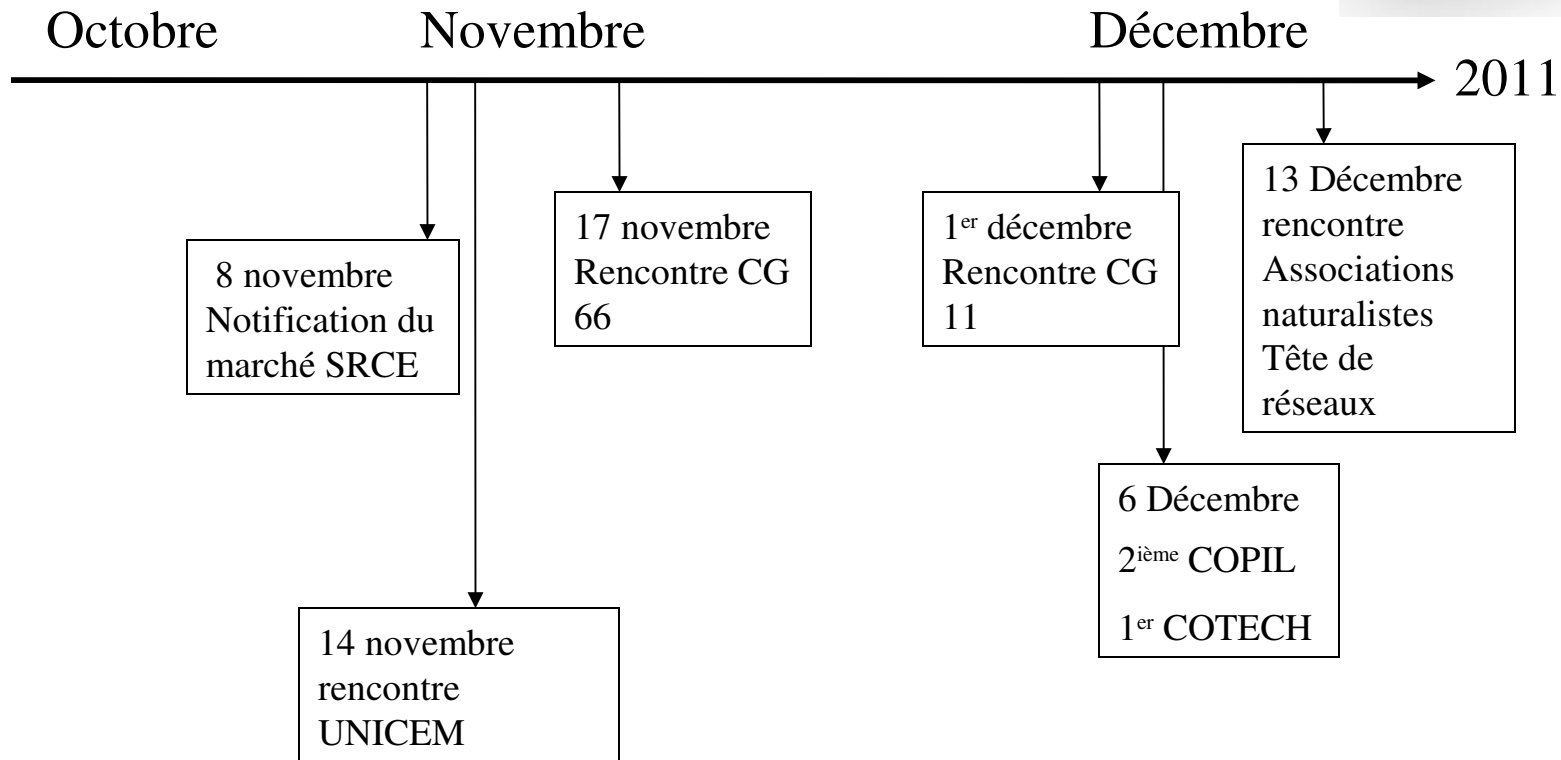 Octobre
Novembre
Décembre
2011
8 novembre
Notification du
marché SRCE
14 novembre
rencontre
UNICEM
17 novembre
Rencontre CG
66
1er décembre
Rencontre CG
11
6 Décembre
2ième COPIL
1er COTECH
13 Décembre
rencontre
Associations
naturalistes
Tête de
réseaux